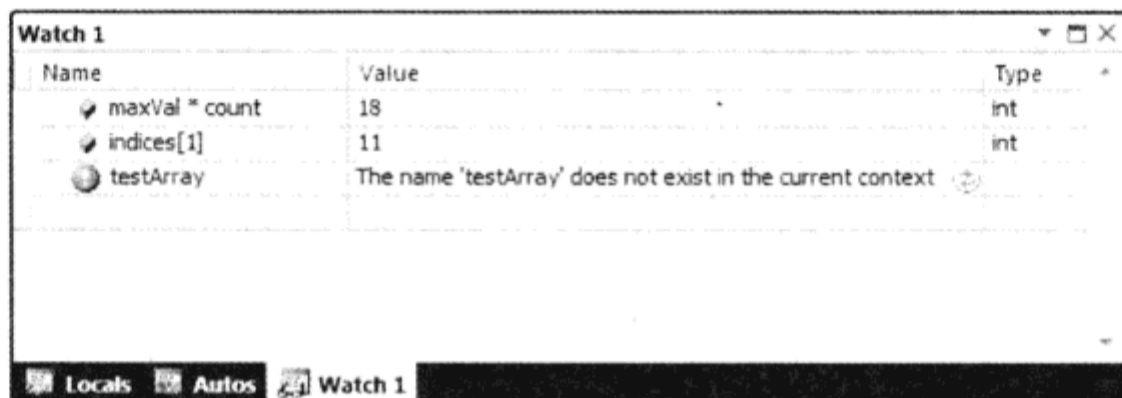 Watch 1
Name Value Type
maxVal * count 18 int
indices[1] 11 int
testArray The name 'testArray' does not exist in the current context
Locals Autos Watch 1